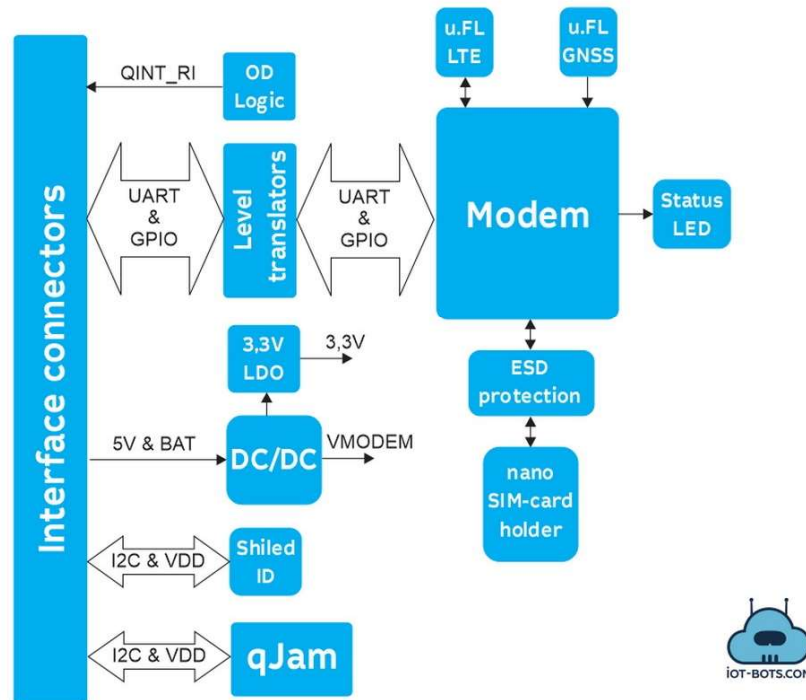 u.FL
LTE
u.FL
GNSS
QINT_RI
OD
Logic
Interface connectors
UART
&
GPIO
Level
translators
UART
&
GPIO
Modem
Status
LED
3,3V
LDO
3,3V
ESD
protection
5V & BAT
DC/DC
VMODEM
nano
SIM-card
holder
I2C & VDD
Shiled
ID
I2C & VDD
qJam
iOT-BOTS.COM